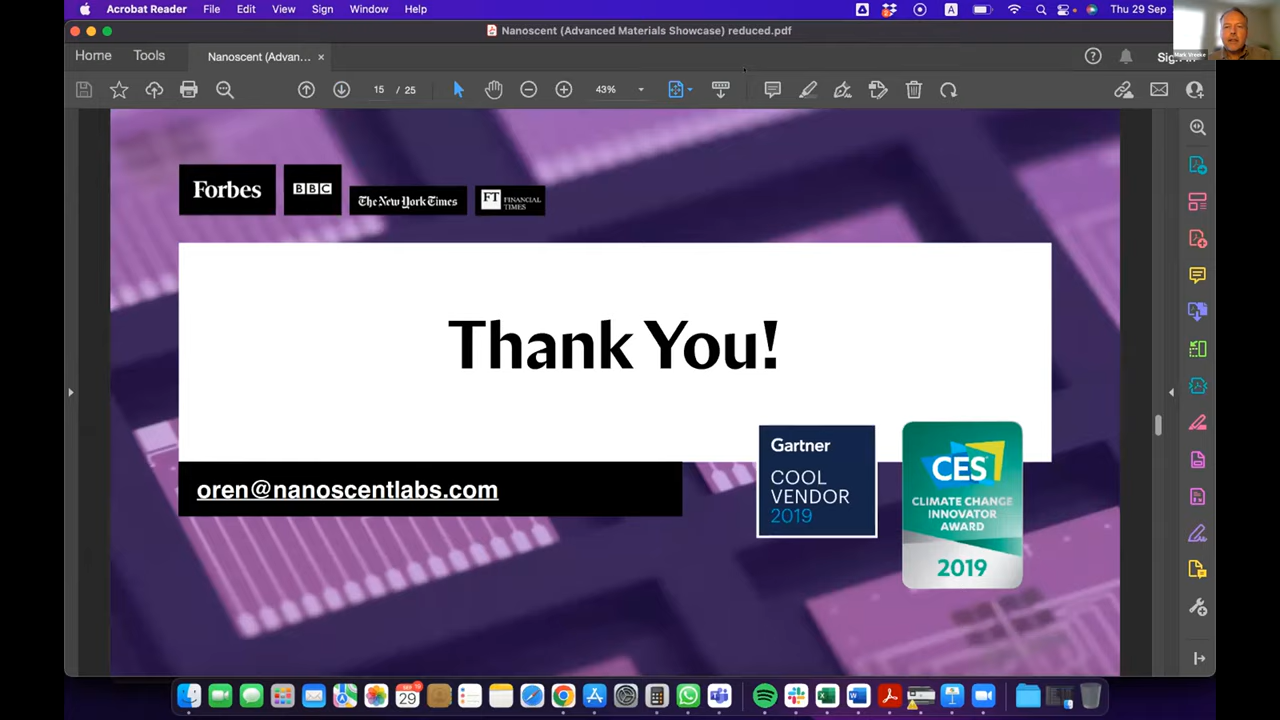 Acrobat Reader File Edit View Sign Window Help
A
Thu 29 Sep
Nanoscent (Advanced Materials Showcase) reduced.pdf
Home Tools Nanoscent (Advan... ×
?
15 / 25
43%
Forbes
BBC
The New York Times
FT FINANCIAL
TIMES
Thank You!
oren@nanoscentlabs.com
Gartner
COOL
VENDOR
2019
CES
CLIMATE CHANGE
INNOVATOR
AWARD
2019
SEP
29